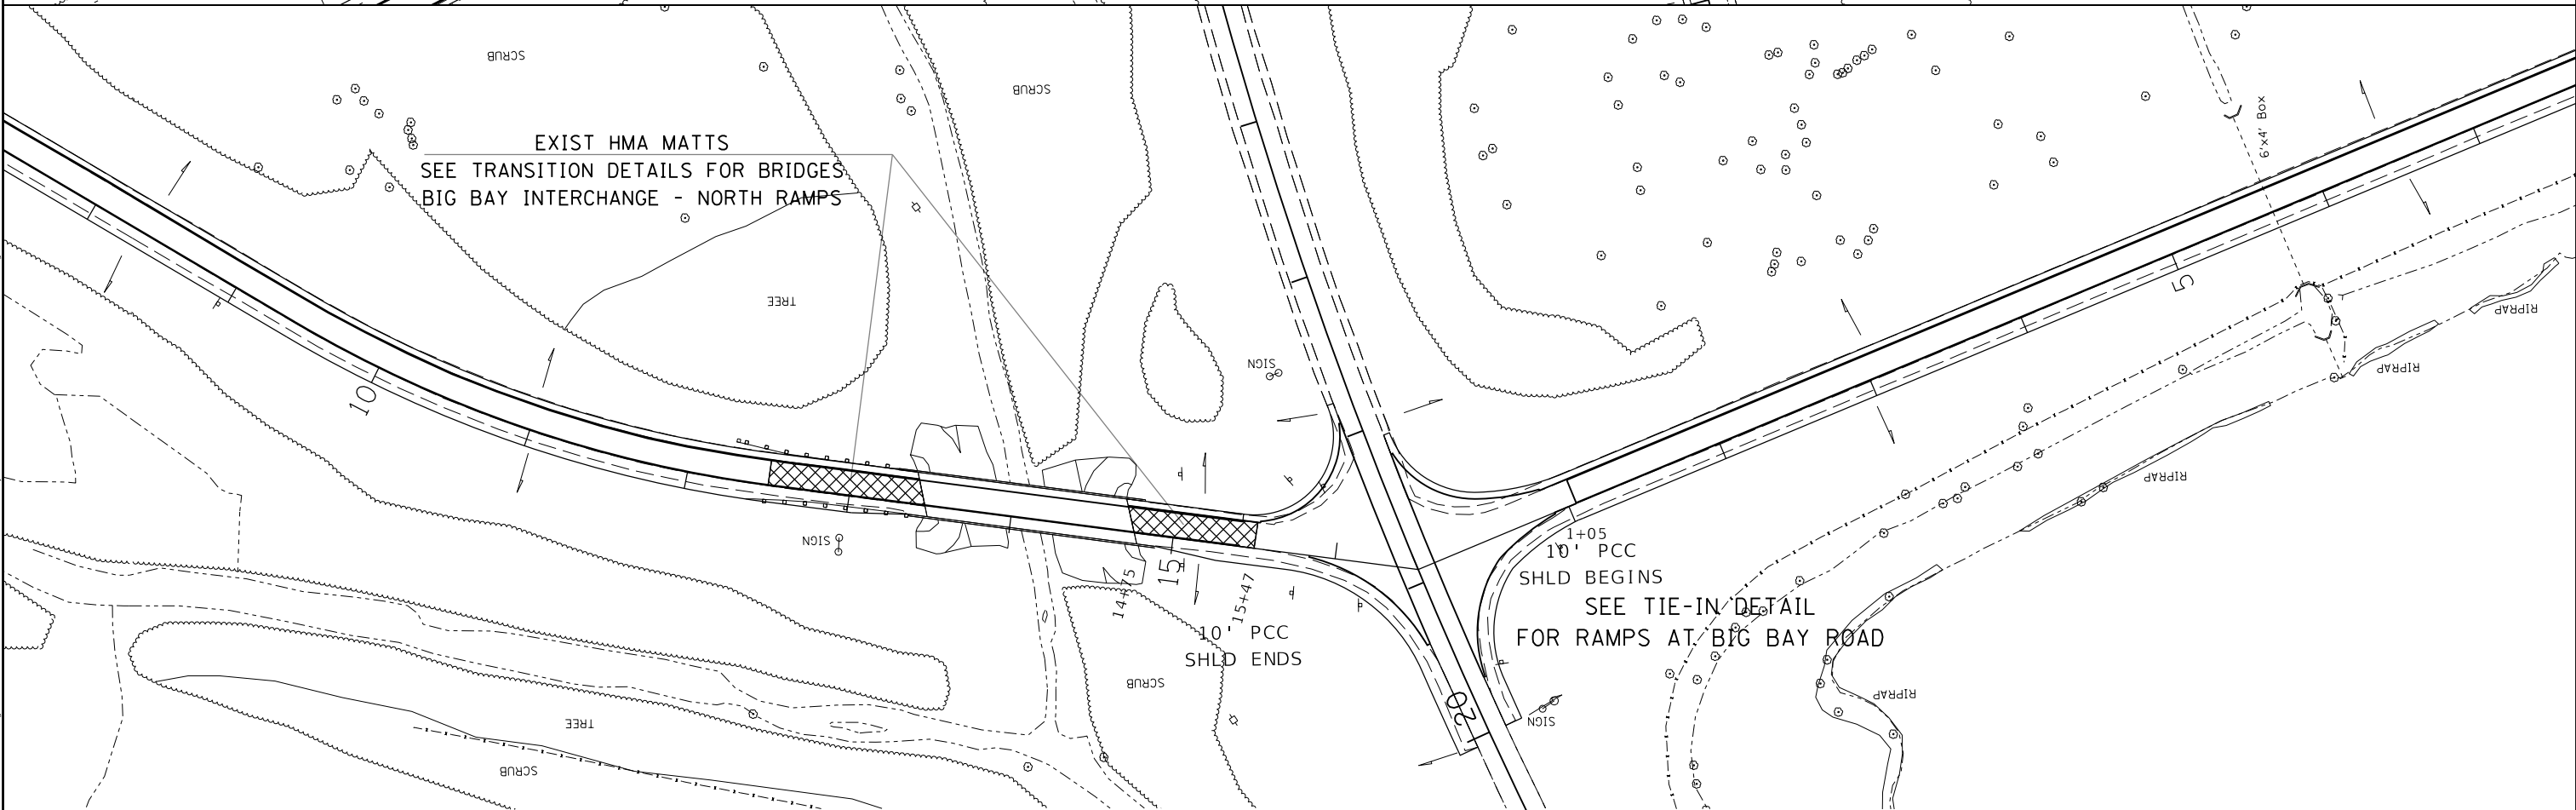 SCRUB
SCRUB
EXIST HMA MATTS
SEE TRANSITION DETAILS FOR BRIDGES
BIG BAY INTERCHANGE - NORTH RAMPS
6'x4' Box
TREE
5
RIPRAP
SIGN
RIPRAP
10
RIPRAP
SIGN
1+05
10' PCC
SHLD BEGINS
15
14+75
15+47
SEE TIE-IN DETAIL
FOR RAMPS AT BIG BAY ROAD
10' PCC
SHLD ENDS
SCRUB
RIPRAP
20
SIGN
TREE
SCRUB